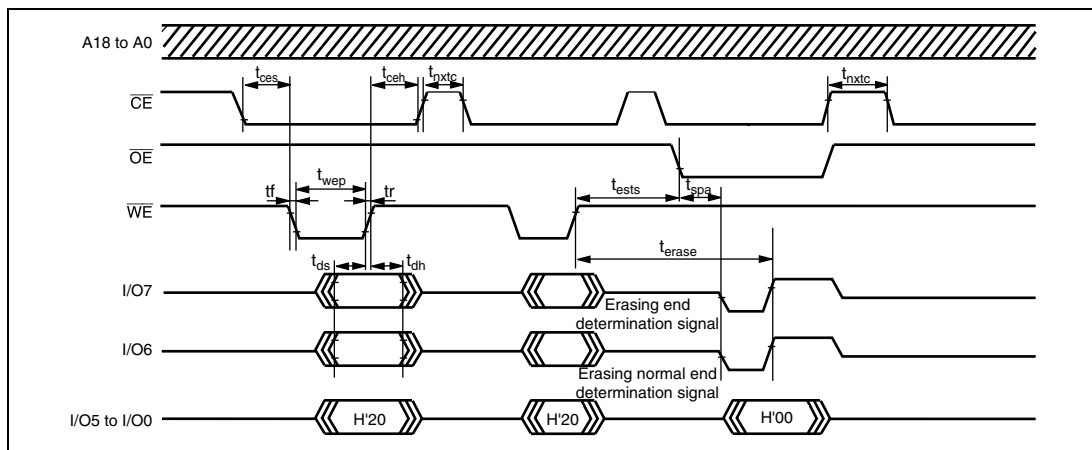 A18 to A0
tces tceh tnxtc tnxtc
CE
OE
twep tests tspa
tf tr
WE
terase
tds tdh
I/O7
Erasing end
determination signal
I/O6
Erasing normal end
determination signal
I/O5 to I/O0 H'20 H'20 H'00